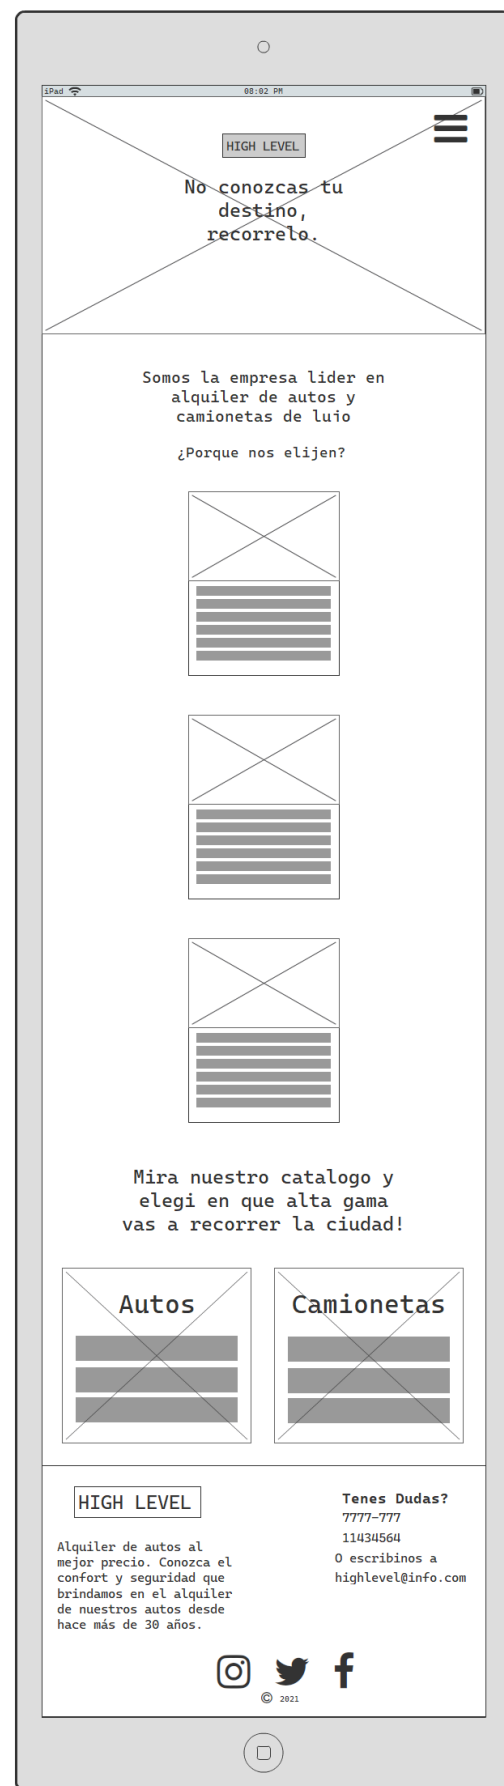 iPad
08:02 PM
HIGH LEVEL
No conozcas tu
destino,
recorrelo.
Somos la empresa lider en
alquiler de autos y
camionetas de lujo
¿Porque nos elijen?
Mira nuestro catalogo y
elegi en que alta gama
vas a recorrer la ciudad!
Autos
Camionetas
HIGH LEVEL
Alquiler de autos al
mejor precio. Conozca el
confort y seguridad que
brindamos en el alquiler
de nuestros autos desde
hace más de 30 años.
Tenes Dudas?
7777-777
11434564
O escribinos a
highlevel@info.com
© 2021